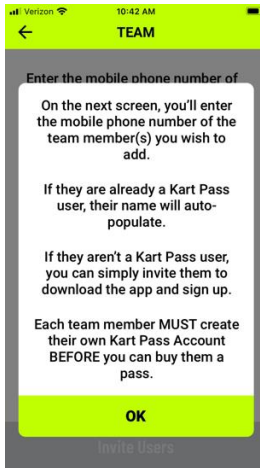 Verizon 10:42 AM
TEAM
Enter the mobile phone number of
On the next screen, you'll enter
the mobile phone number of the
team member(s) you wish to
add.
If they are already a Kart Pass
user, their name will auto-
populate.
If they aren't a Kart Pass user,
you can simply invite them to
download the app and sign up.
Each team member MUST create
their own Kart Pass Account
BEFORE you can buy them a
pass.
OK
Invite Users